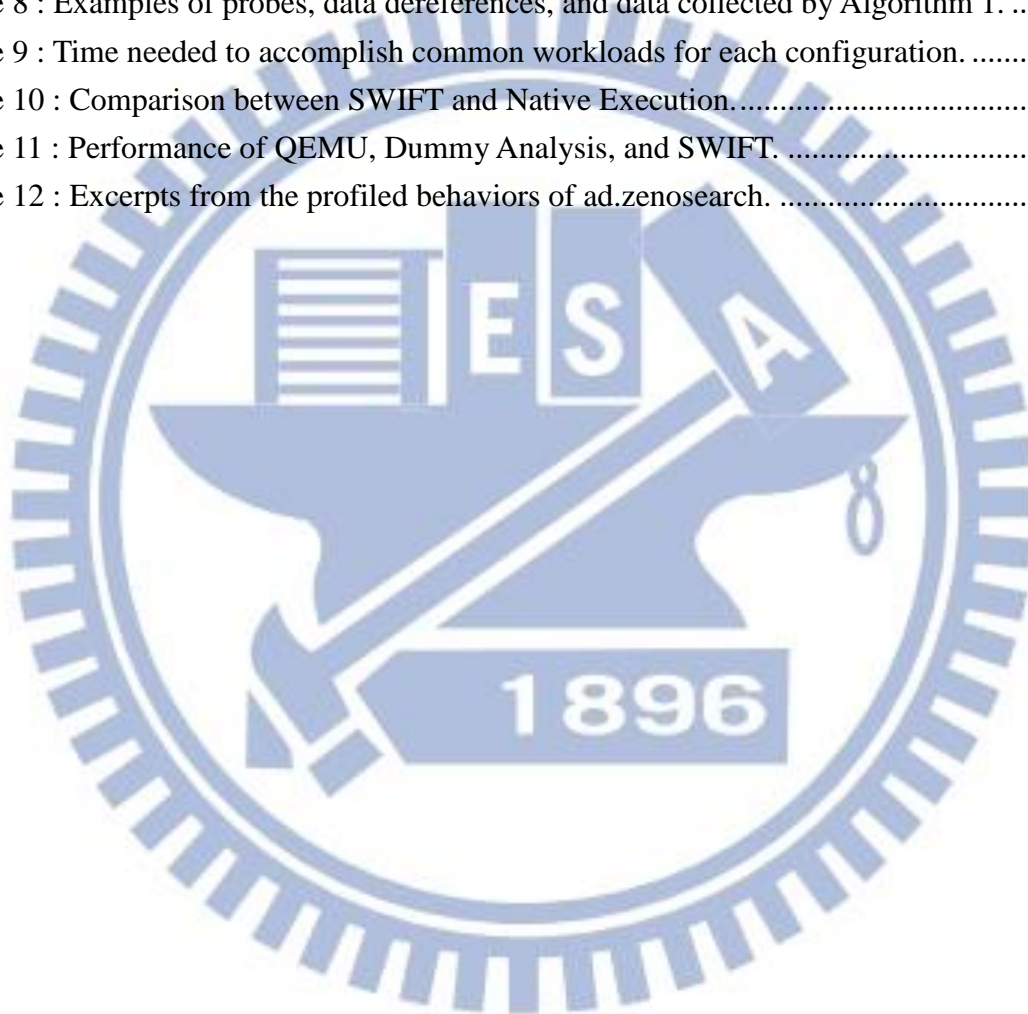 e 8 : Examples of probes, data dereferences, and data collected by Algorithm 1. ..
e 9 : Time needed to accomplish common workloads for each configuration. .......
e 10 : Comparison between SWIFT and Native Execution..................................
e 11 : Performance of QEMU, Dummy Analysis, and SWIFT. ............................
e 12 : Excerpts from the profiled behaviors of ad.zenosearch. .............................
E S A
1896